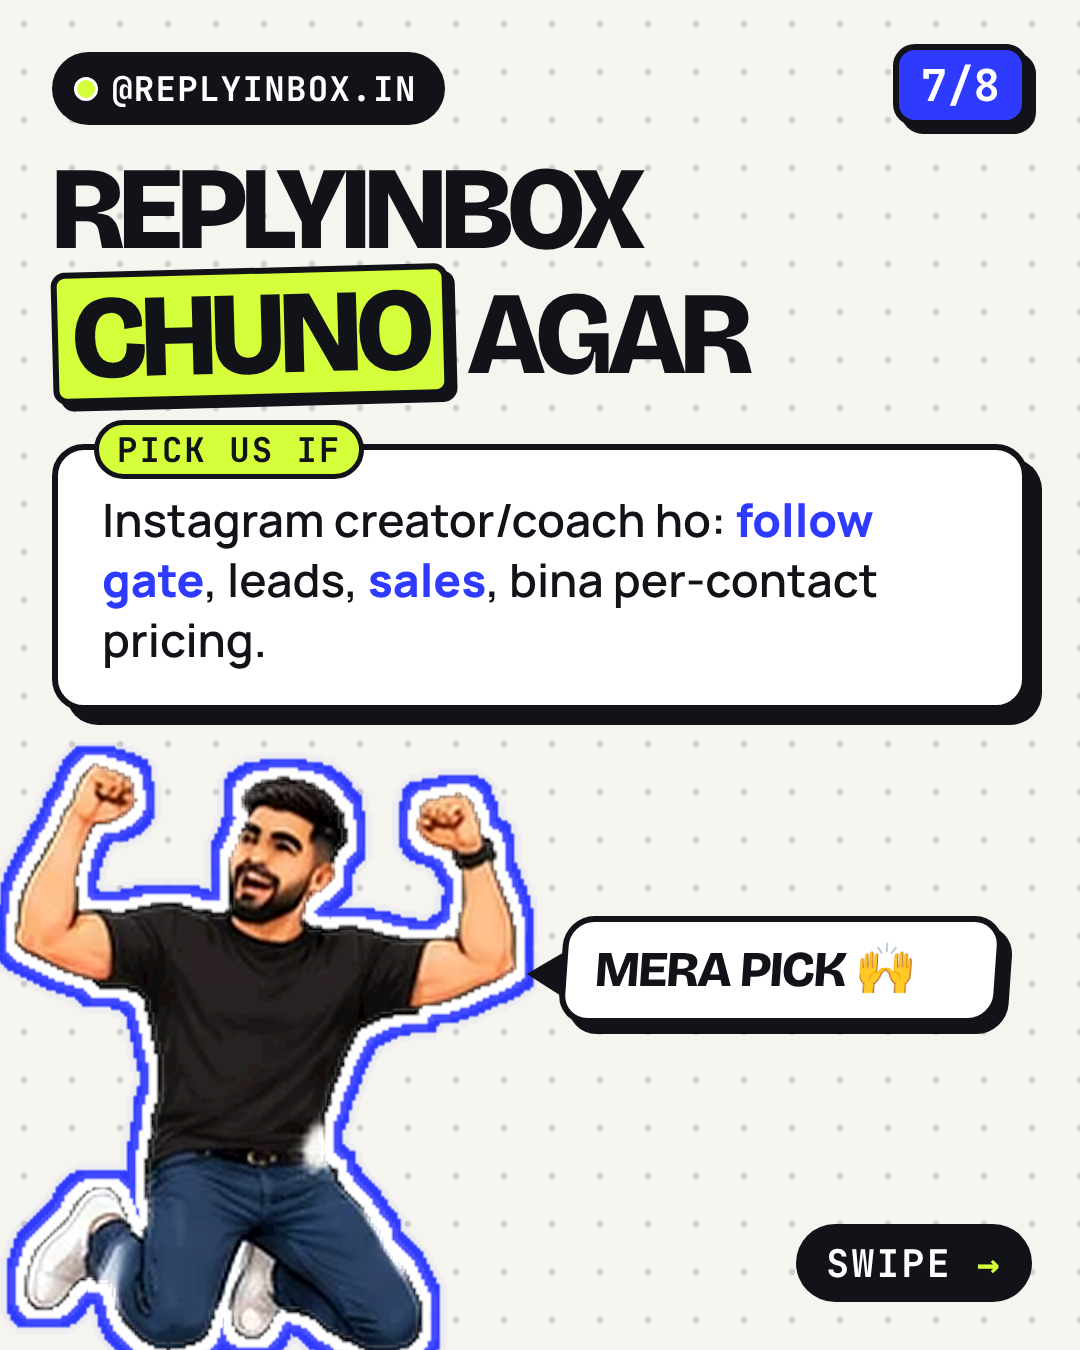 @REPLYINBOX.IN
7/8
REPLYINBOX
CHUNO AGAR
PICK US IF
Instagram creator/coach ho: follow
gate, leads, sales, bina per-contact
pricing.
MERA PICK 🙌
SWIPE →